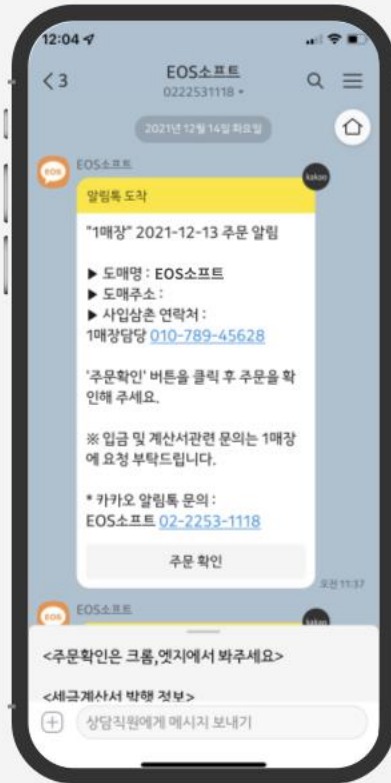 12:04
3
EOS소프트
0222531118
2021년 12월 14일 화요일
EOS소프트
EOS
kakao
알림톡 도착
"1매장" 2021-12-13 주문 알림
▶ 도매명 : EOS소프트
▶ 도매주소 :
▶ 사입삼촌 연락처 :
1매장담당 010-789-45628
'주문확인' 버튼을 클릭 후 주문을 확
인해 주세요.
※ 입금 및 계산서관련 문의는 1매장
에 요청 부탁드립니다.
* 카카오 알림톡 문의 :
EOS소프트 02-2253-1118
주문 확인
오전 11:37
EOS소프트
EOS
kakao
<주문확인은 크롬,엣지에서 봐주세요>
<세금계산서 발행 정보>
상담직원에게 메시지 보내기